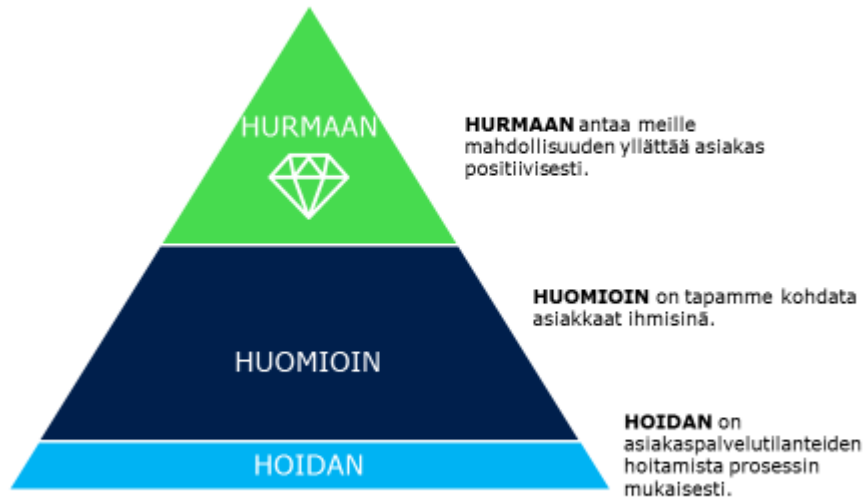 HURMAAN
HURMAAN antaa meille
mahdollisuuden yllättää asiakas
positiivisesti.
HUOMIOIN
HUOMIOIN on tapamme kohdata
asiakkaat ihmisinä.
HOIDAN
HOIDAN on
asiakaspalvelutilanteiden
hoitamista prosessin
mukaisesti.